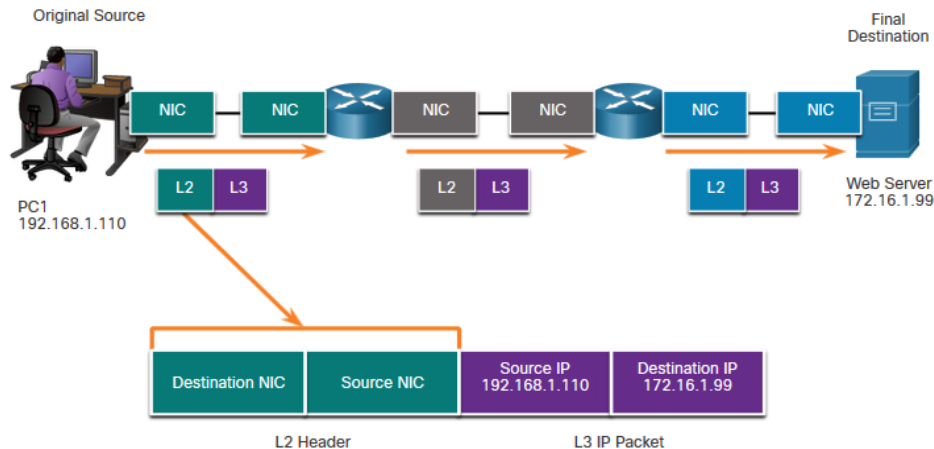 Original Source
Final
Destination
NIC
NIC
NIC
NIC
NIC
NIC
L2
L3
L2
L3
L2
L3
PC1
192.168.1.110
Web Server
172.16.1.99
Destination NIC
Source NIC
Source IP
192.168.1.110
Destination IP
172.16.1.99
L2 Header
L3 IP Packet